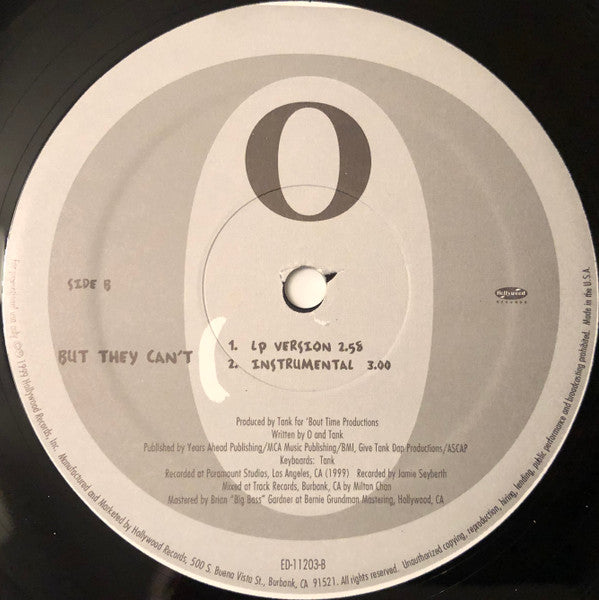 O
SIDE B
Hollywood
RECORDS
BUT THEY CAN'T
1. LP VERSION 2.58
2. INSTRUMENTAL 3.00
Produced by Tank for 'Bout Time Productions
Written by O and Tank
Published by Years Ahead Publishing/MCA Music Publishing/BMI, Give Tank Dap Productions/ASCAP
Keyboards: Tank
Recorded at Paramount Studios, Los Angeles, CA (1999) Recorded by Jamie Seyberth
Mixed at Track Records, Burbank, CA by Milton Chan
Mastered by Brian "Big Bass" Gardner at Bernie Grundman Mastering, Hollywood, CA
ED-11203-B
℗© 1999 Hollywood Records, Inc. Manufactured and Marketed by Hollywood Records, 500 S. Buena Vista St., Burbank, CA 91521. All rights reserved. Unauthorized copying, reproduction, hiring, lending, public performance and broadcasting prohibited. Made in the U.S.A.